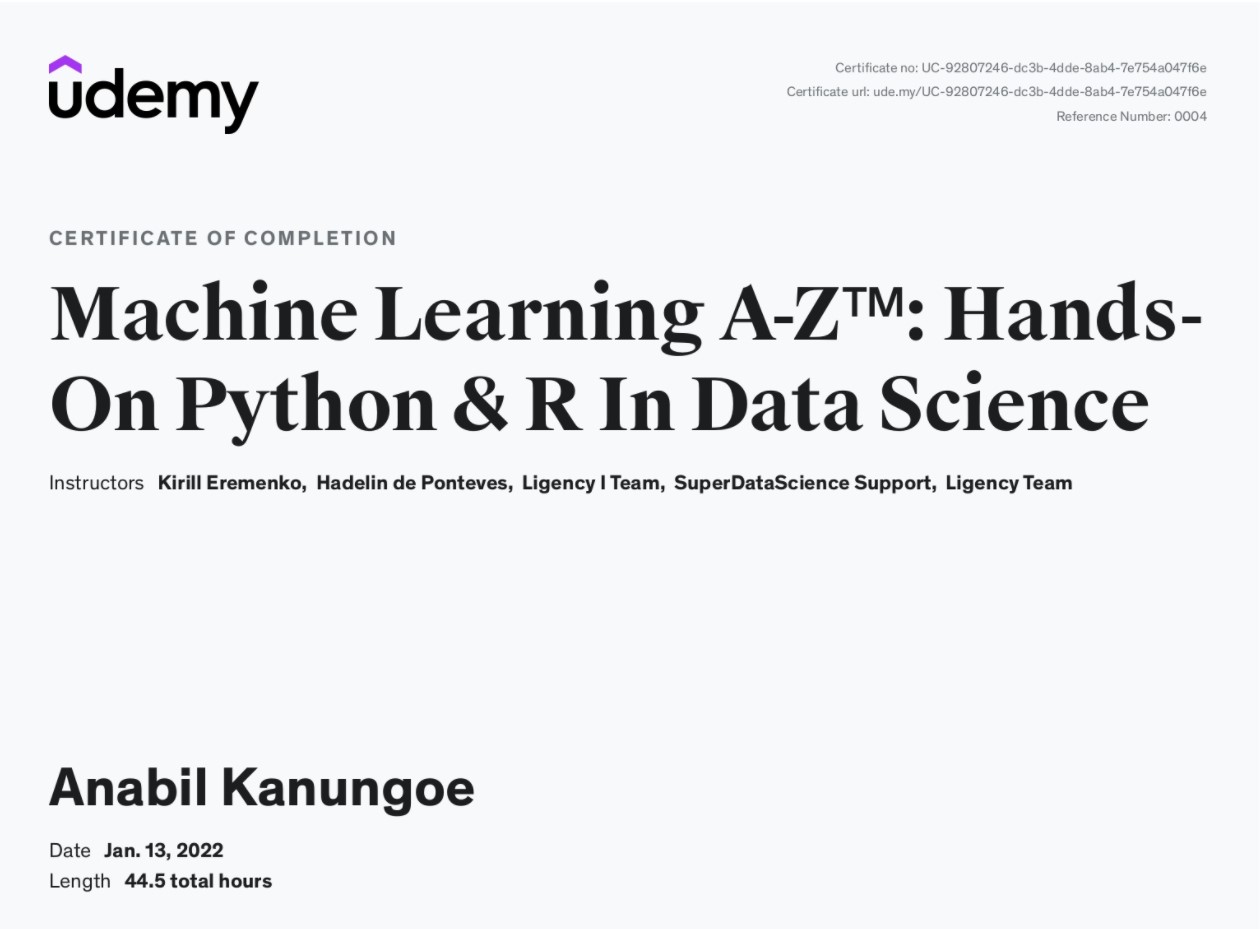 udemy
Certificate no: UC-92807246-dc3b-4dde-8ab4-7e754a047f6e
Certificate url: ude.my/UC-92807246-dc3b-4dde-8ab4-7e754a047f6e
Reference Number: 0004
CERTIFICATE OF COMPLETION
Machine Learning A-Z™: Hands-
On Python & R In Data Science
Instructors Kirill Eremenko, Hadelin de Ponteves, Ligency I Team, SuperDataScience Support, Ligency Team
Anabil Kanungoe
Date Jan. 13, 2022
Length 44.5 total hours